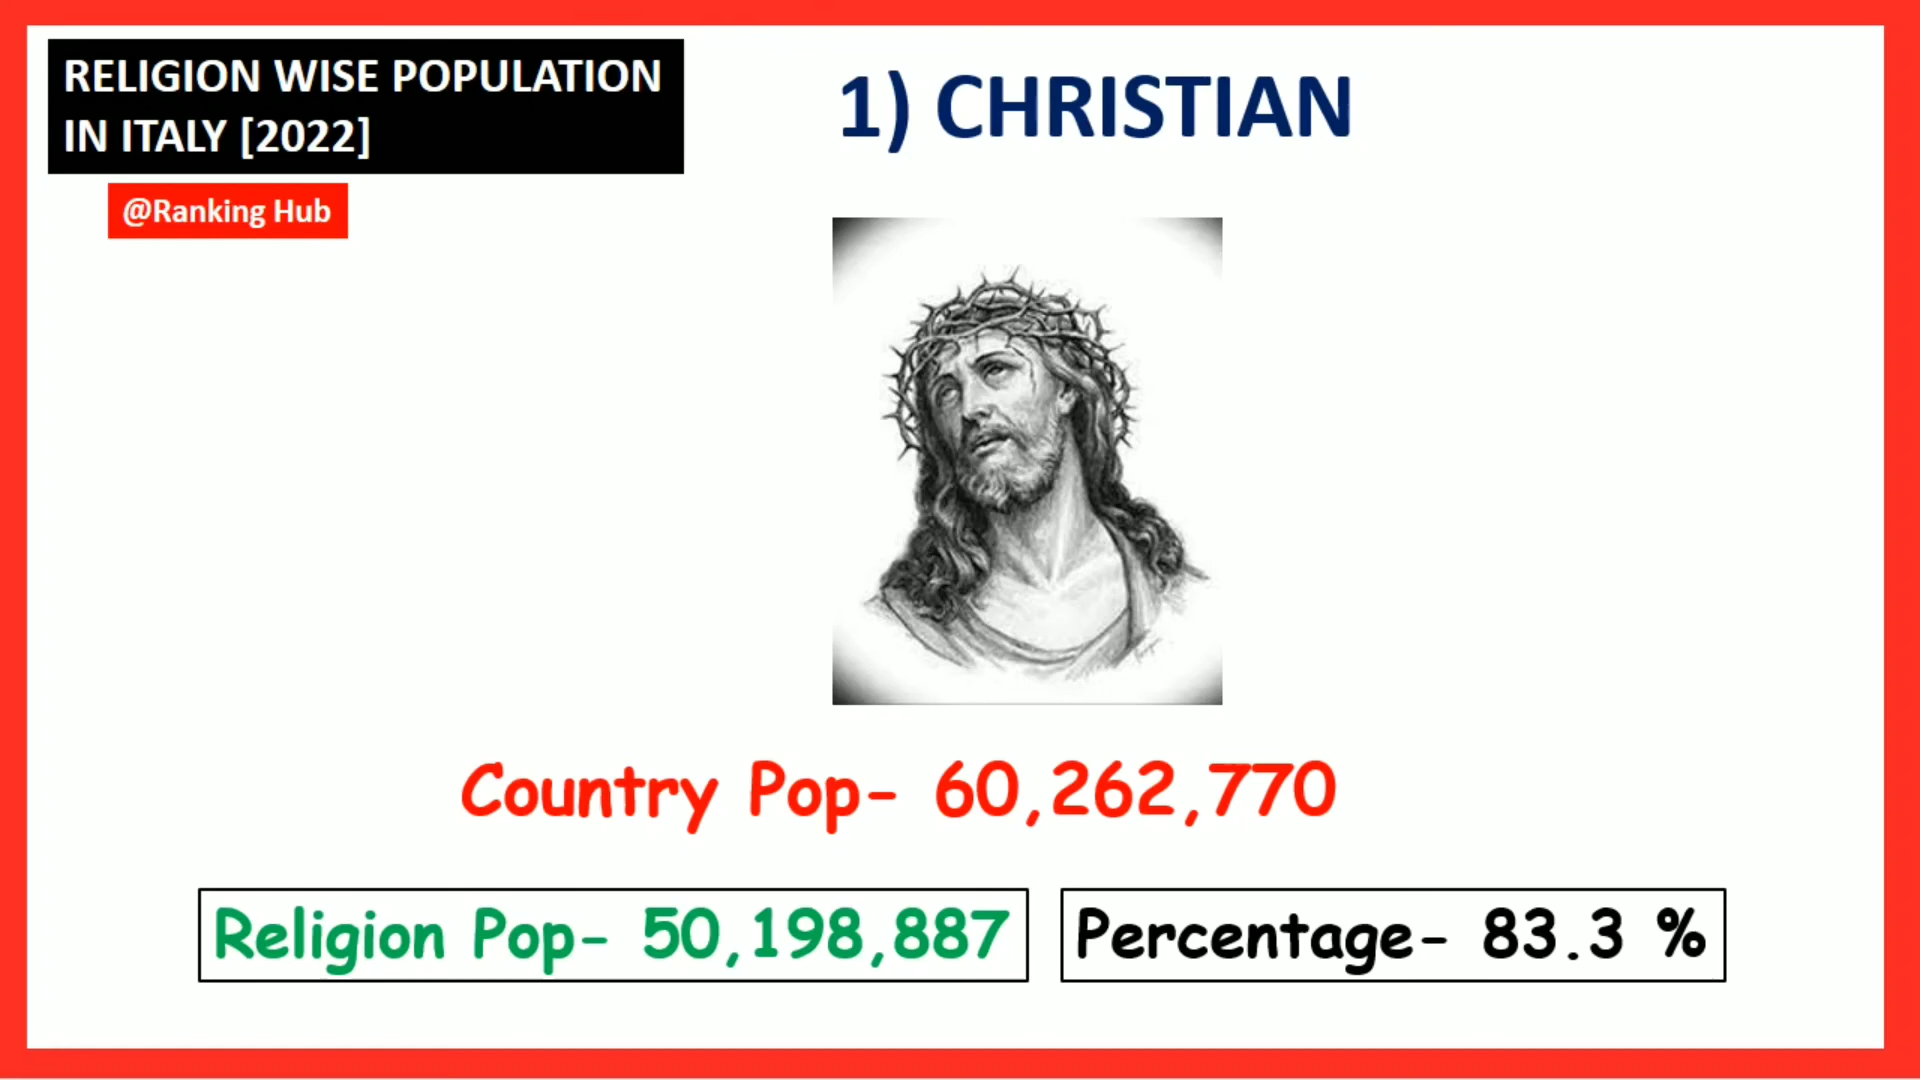 RELIGION WISE POPULATION
IN ITALY [2022]
@Ranking Hub
1) CHRISTIAN
Country Pop- 60,262,770
Religion Pop- 50,198,887
Percentage- 83.3 %